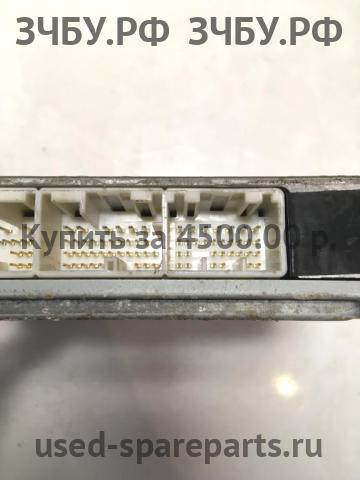 ЗЧБУ.РФ ЗЧБУ.РФ
Купить за 4500.00 р.
used-spareparts.ru